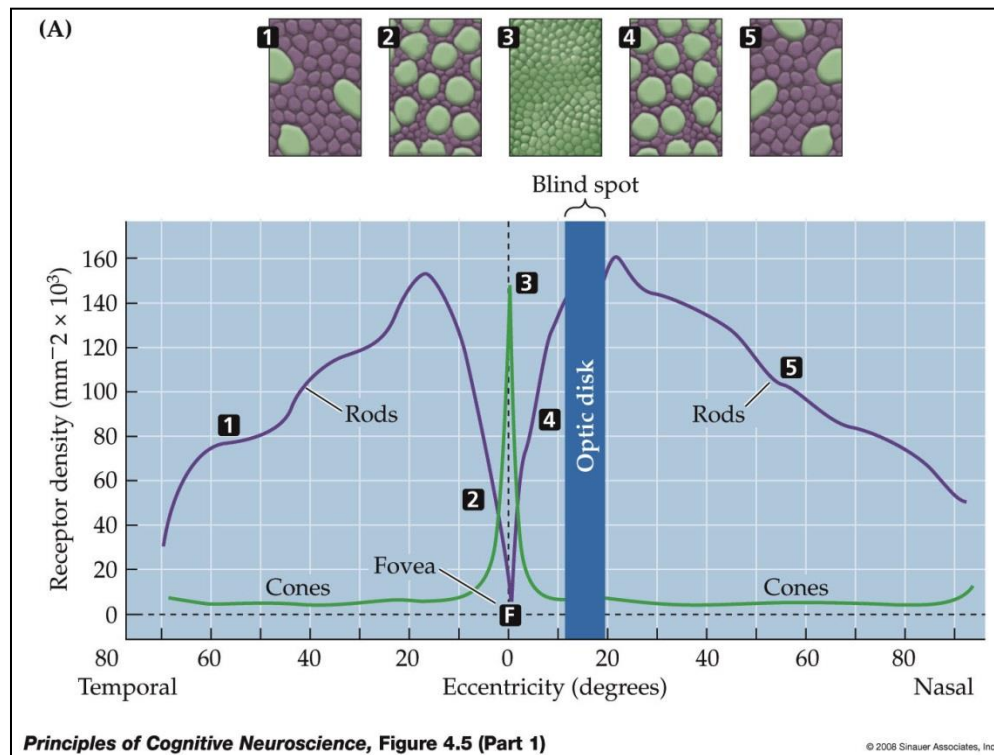 (A)
1 2 3 4 5
Blind spot
Receptor density (mm−2 × 10³)
160
140
120
100
80
60
40
20
0
3
Optic disk
5
Rods
Rods
4
1
2
Fovea
Cones
Cones
F
80 60 40 20 0 20 40 60 80
Temporal
Eccentricity (degrees)
Nasal
Principles of Cognitive Neuroscience, Figure 4.5 (Part 1)
© 2008 Sinauer Associates, Inc